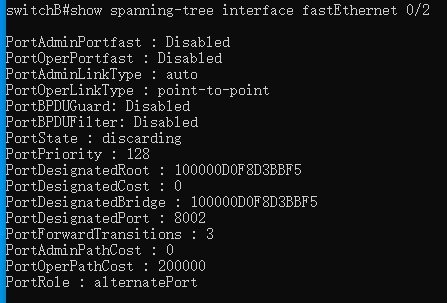 switchB#show spanning-tree interface fastEthernet 0/2
PortAdminPortfast : Disabled
PortOperPortfast : Disabled
PortAdminLinkType : auto
PortOperLinkType : point-to-point
PortBPDUGuard: Disabled
PortBPDUFilter: Disabled
PortState : discarding
PortPriority : 128
PortDesignatedRoot : 100000D0F8D3BBF5
PortDesignatedCost : 0
PortDesignatedBridge : 100000D0F8D3BBF5
PortDesignatedPort : 8002
PortForwardTransitions : 3
PortAdminPathCost : 0
PortOperPathCost : 200000
PortRole : alternatePort